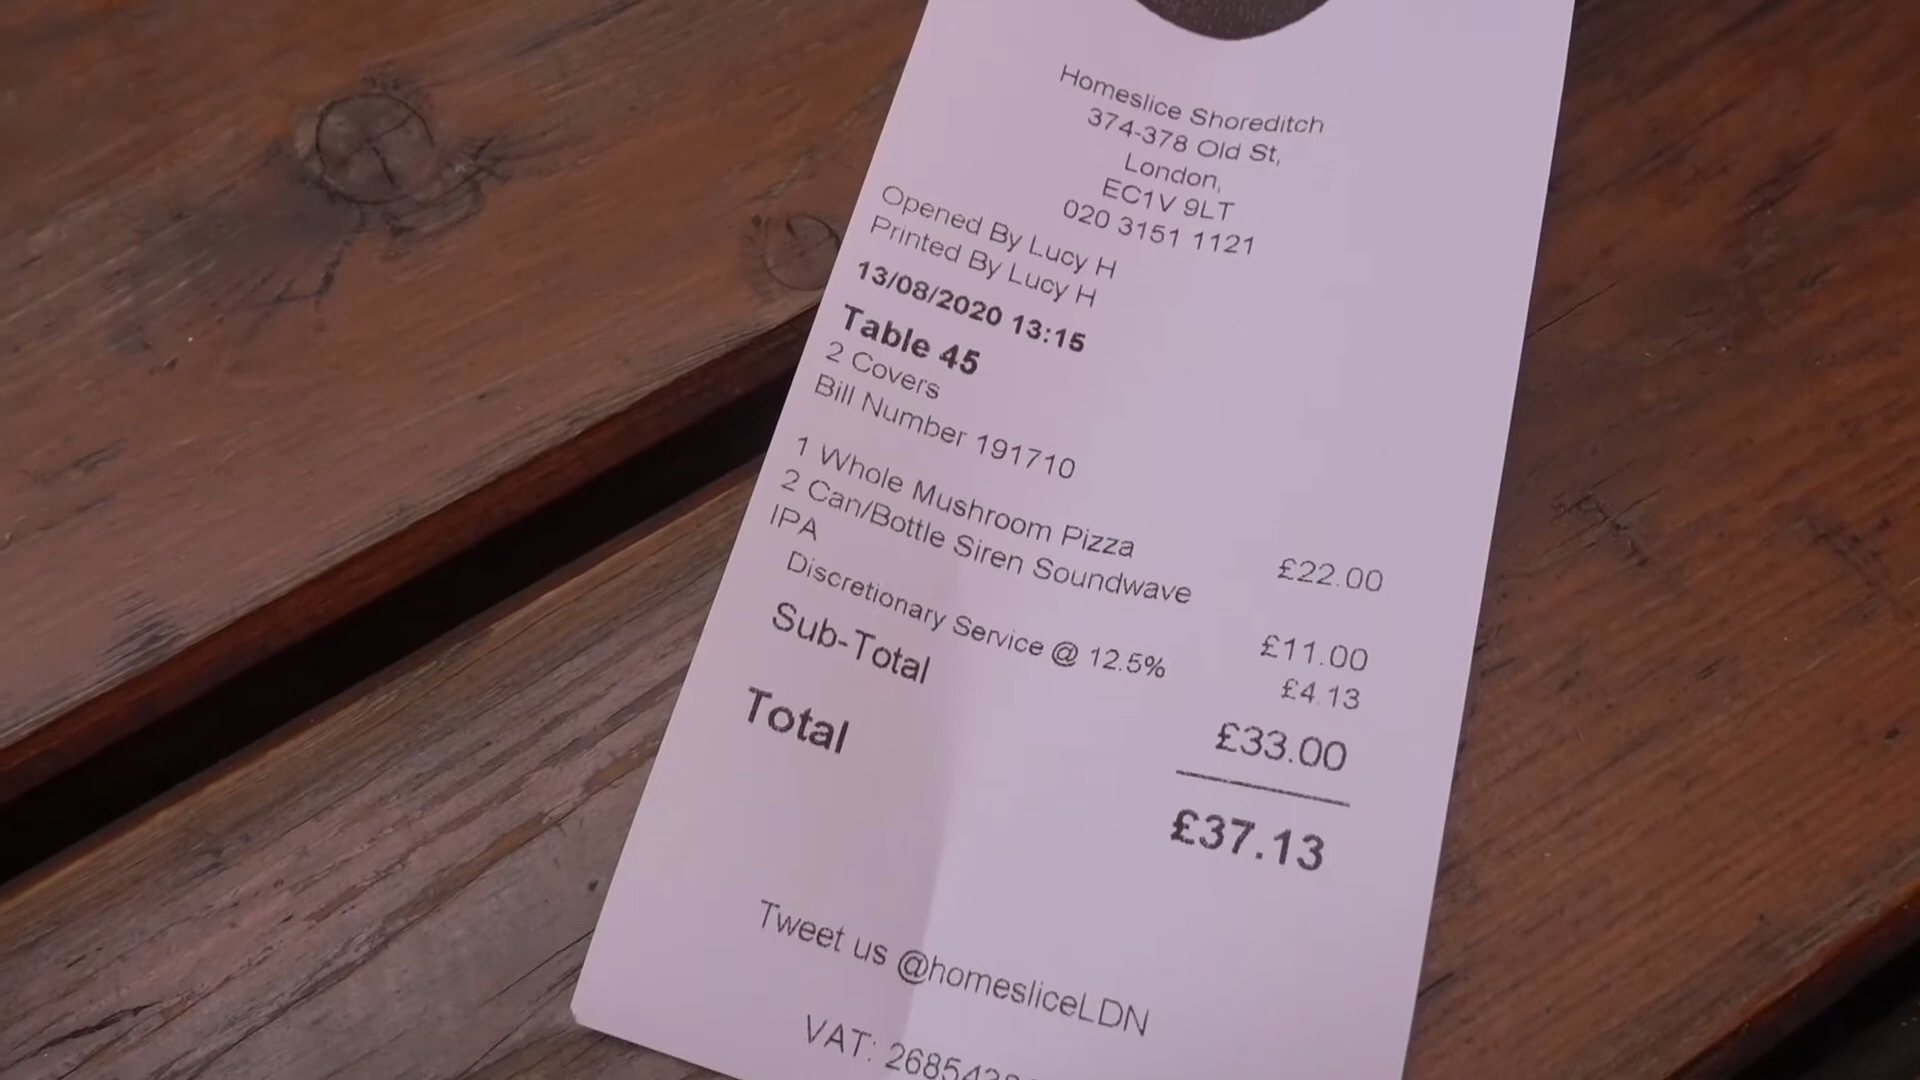 Homeslice Shoreditch
374-378 Old St,
London,
EC1V 9LT
020 3151 1121
Opened By Lucy H
Printed By Lucy H
13/08/2020 13:15
Table 45
2 Covers
Bill Number 191710
1 Whole Mushroom Pizza £22.00
2 Can/Bottle Siren Soundwave
IPA £11.00
Discretionary Service @ 12.5% £4.13
Sub-Total £33.00
Total £37.13
Tweet us @homesliceLDN
VAT: